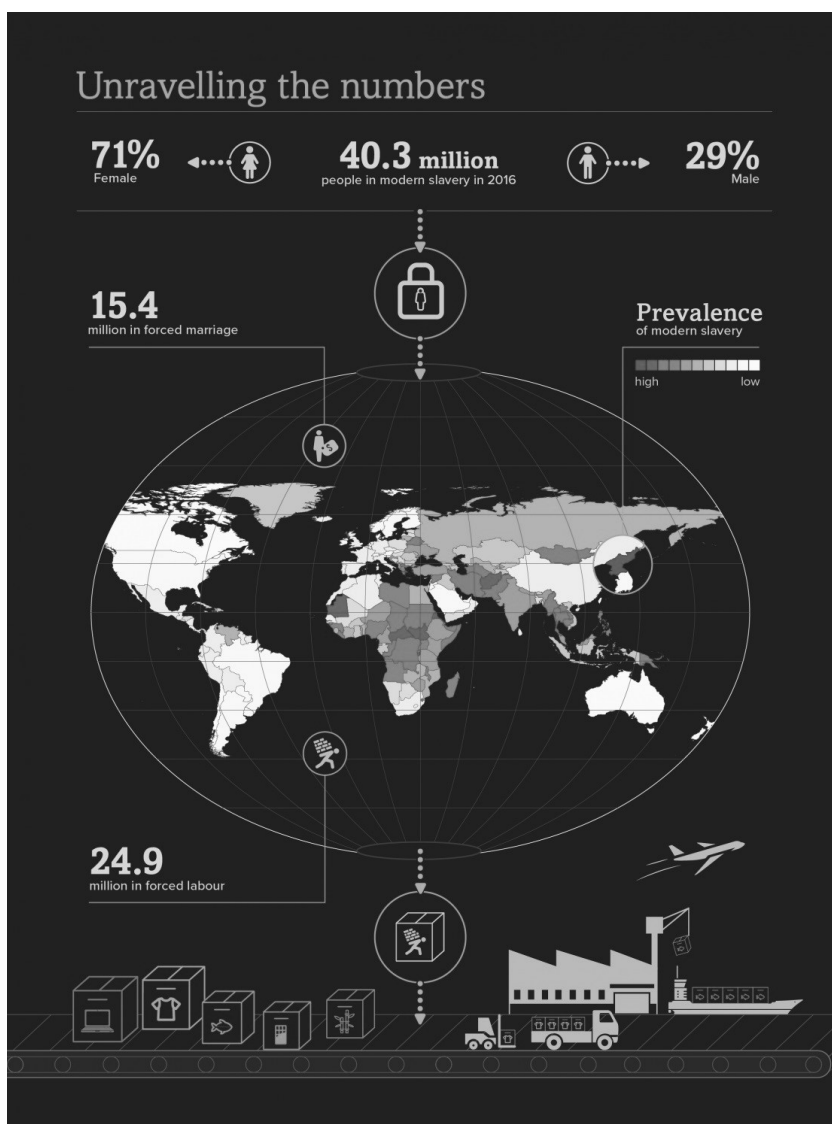 Unravelling the numbers
71%
Female
40.3 million
people in modern slavery in 2016
29%
Male
15.4
million in forced marriage
Prevalence
of modern slavery
high low
$
24.9
million in forced labour